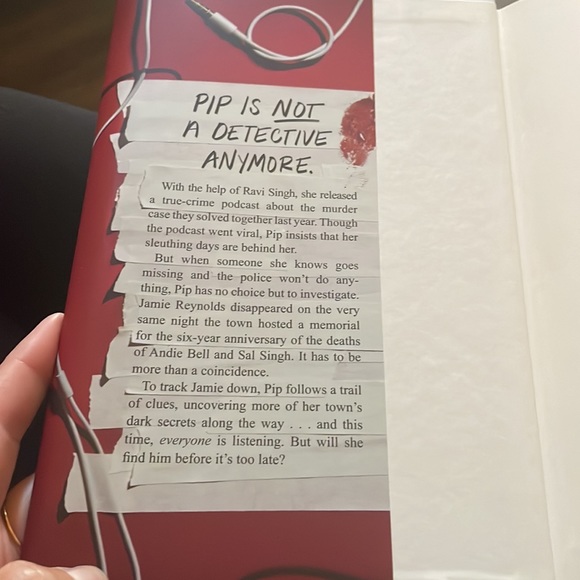 PIP IS NOT
A DETECTIVE
ANYMORE.
With the help of Ravi Singh, she released
a true-crime podcast about the murder
case they solved together last year. Though
the podcast went viral, Pip insists that her
sleuthing days are behind her.
But when someone she knows goes
missing and the police won't do any-
thing, Pip has no choice but to investigate.
Jamie Reynolds disappeared on the very
same night the town hosted a memorial
for the six-year anniversary of the deaths
of Andie Bell and Sal Singh. It has to be
more than a coincidence.
To track Jamie down, Pip follows a trail
of clues, uncovering more of her town's
dark secrets along the way . . . and this
time, everyone is listening. But will she
find him before it's too late?